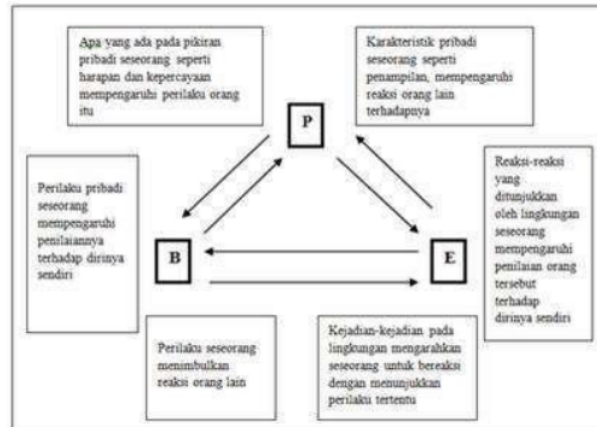 Apa yang ada pada pikiran
pribadi seseorang seperti
harapan dan kepercayaan
mempengaruhi perilaku orang
itu
Karakteristik pribadi
seseorang seperti
penampilan, mempengaruhi
reaksi orang lain
terhadapnya
P
Perilaku pribadi
seseorang
mempengaruhi
penilaiannya
terhadap dirinya
sendiri
B
E
Reaksi-reaksi
yang
ditunjukkan
oleh lingkungan
seseorang
mempengaruhi
penilaian orang
tersebut
terhadap
dirinya sendiri
Perilaku seseorang
menimbulkan
reaksi orang lain
Kejadian-kejadian pada
lingkungan mengarahkan
seseorang untuk bereaksi
dengan menunjukkan
perilaku tertentu